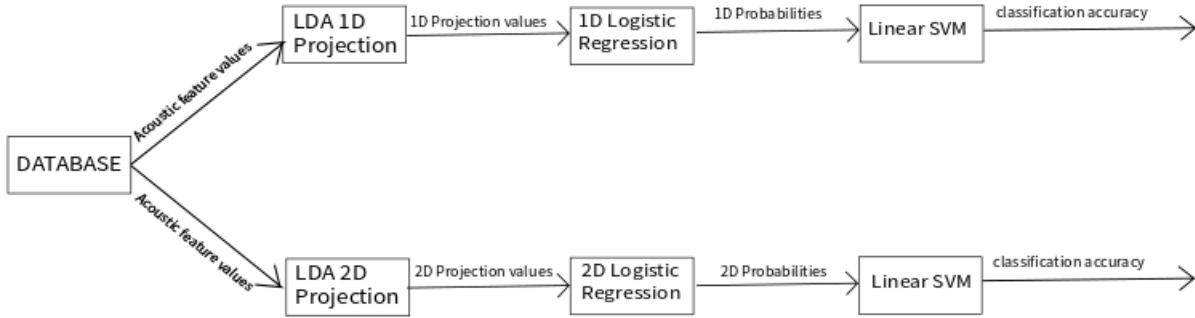 LDA 1D
Projection
1D Projection values
1D Logistic
Regression
1D Probabilities
Linear SVM
classification accuracy
Acoustic feature values
DATABASE
Acoustic feature values
LDA 2D
Projection
2D Projection values
2D Logistic
Regression
2D Probabilities
Linear SVM
classification accuracy